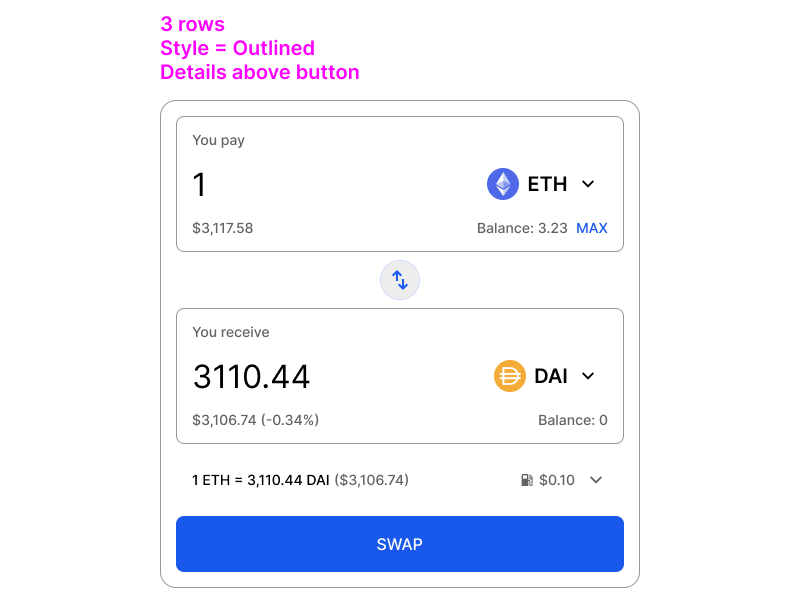 3 rows
Style = Outlined
Details above button
You pay
1 ETH
$3,117.58 Balance: 3.23 MAX
You receive
3110.44 DAI
$3,106.74 (-0.34%) Balance: 0
1 ETH = 3,110.44 DAI ($3,106.74) $0.10
SWAP